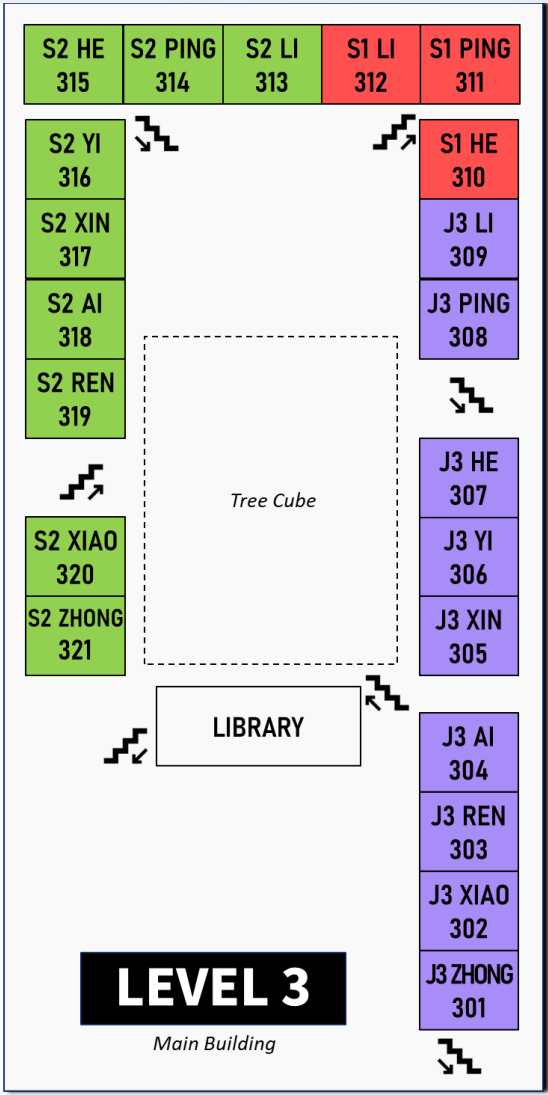 S2 HE
315
S2 PING
314
S2 LI
313
S1 LI
312
S1 PING
311
S2 YI
316
S1 HE
310
S2 XIN
317
J3 LI
309
S2 AI
318
J3 PING
308
S2 REN
319
Tree Cube
J3 HE
307
S2 XIAO
320
J3 YI
306
S2 ZHONG
321
J3 XIN
305
LIBRARY
J3 AI
304
J3 REN
303
J3 XIAO
302
J3 ZHONG
301
LEVEL 3
Main Building